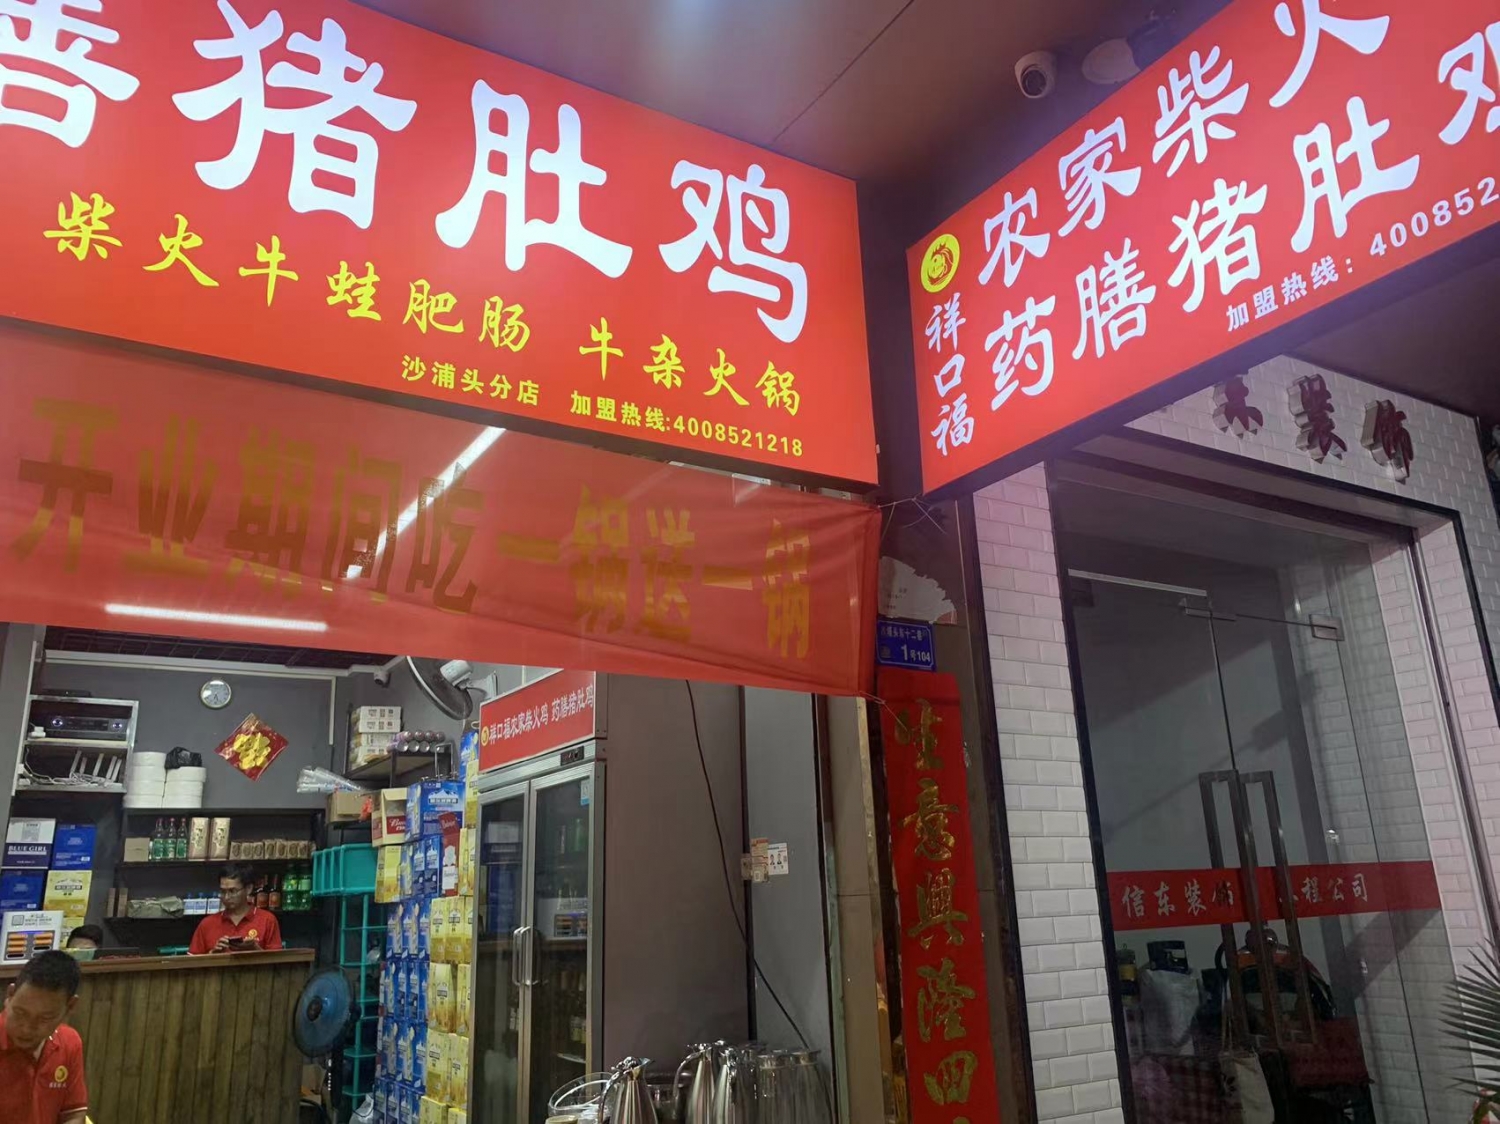 膳猪肚鸡
柴火牛蛙肥肠 牛杂火锅
沙浦头分店 加盟热线:4008521218
开业期间吃一锅送一锅
祥口福
农家柴火
药膳猪肚鸡
加盟热线：400852
装饰
1号104
祥口福农家柴火鸡 药膳猪肚鸡
生意興隆四
信东装饰 程公司
BLUE GIRL